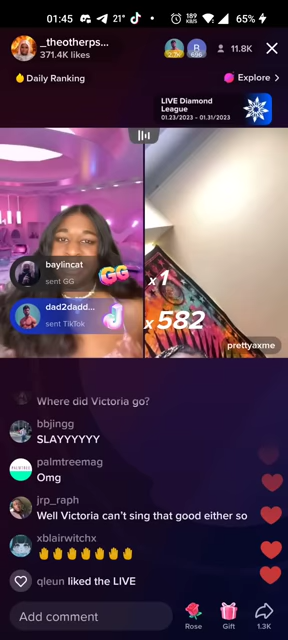 01:45
21°
189
KB/S
65%
_theotherps...
371.4K likes
R
696
11.8K
Daily Ranking
Explore
LIVE Diamond
League
01.23/2023 - 01.31/2023
baylincat
sent GG
GG
x1
dad2dadd...
sent TikTok
x582
prettyaxme
Where did Victoria go?
bbjingg
SLAYYYYYY
palmtreemag
Omg
jrp_raph
Well Victoria can't sing that good either so
xblairwitchx
🤚🤚🤚🤚🤚🤚🤚
qleun liked the LIVE
Add comment
Rose
Gift
1.3K